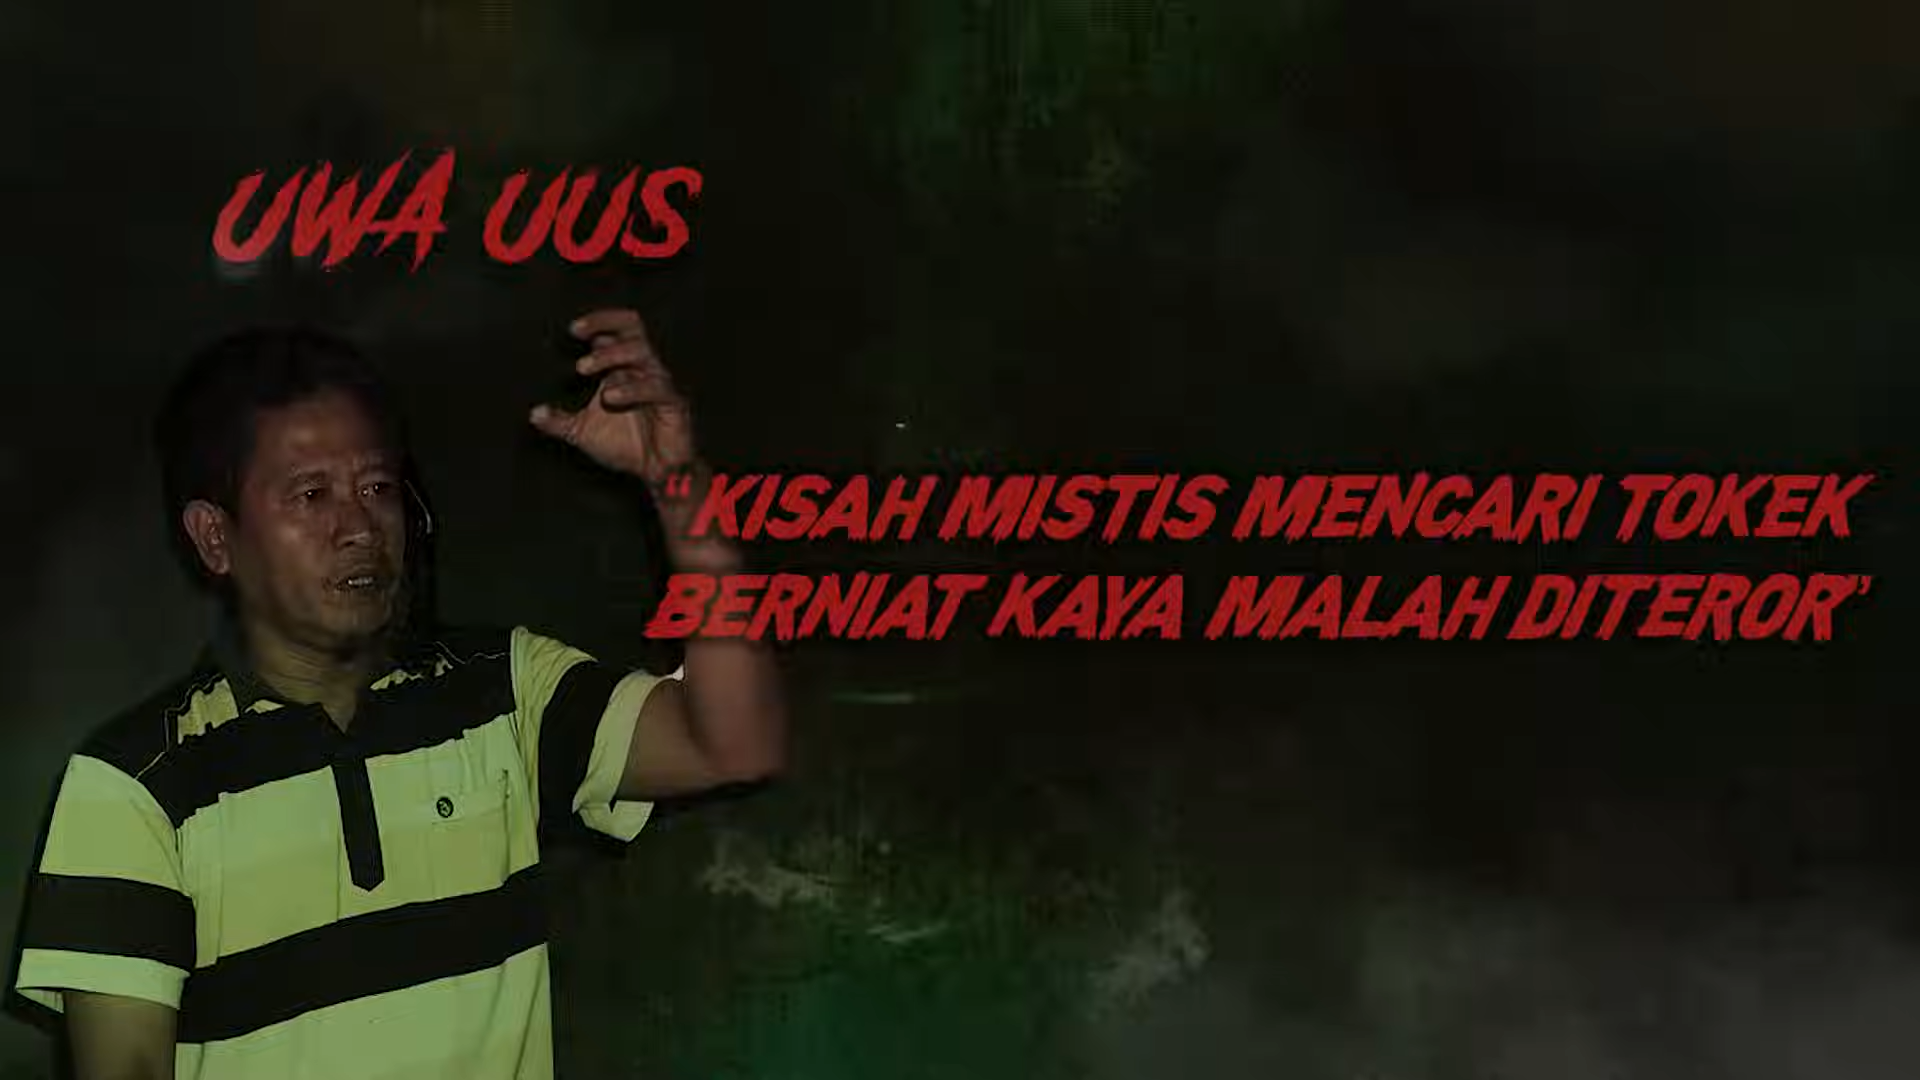 UWA UUS
“KISAH MISTIS MENCARI TOKEK
BERNIAT KAYA MALAH DITEROR”